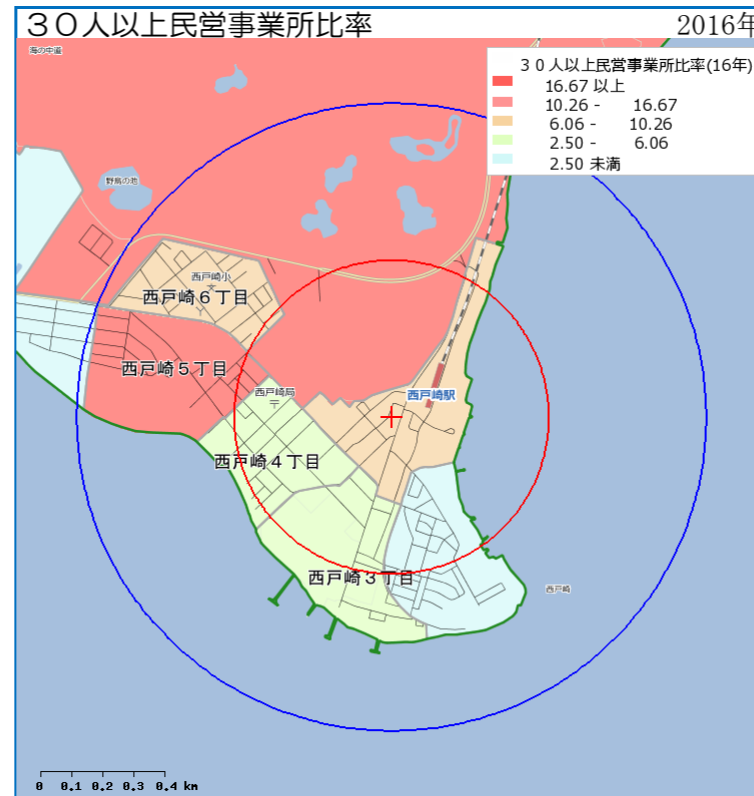 ３０人以上民営事業所比率 2016年
海の中道
３０人以上民営事業所比率(16年)
16.67 以上
10.26 - 16.67
6.06 - 10.26
2.50 - 6.06
2.50 未満
野鳥の池
西戸崎小
西戸崎６丁目
西戸崎５丁目
西戸崎局
西戸崎駅
西戸崎４丁目
西戸崎３丁目
西戸崎
0 0.1 0.2 0.3 0.4 km